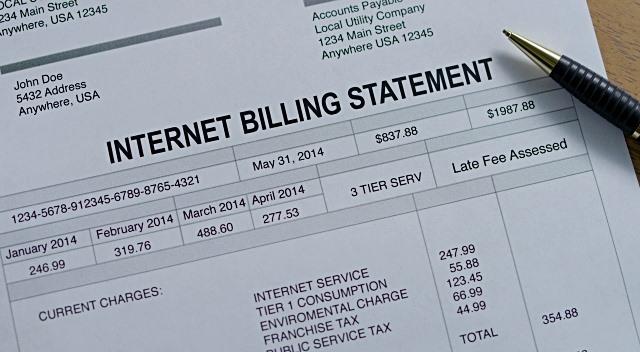 LOCAL
1234 Main Street
Anywhere, USA
Accounts Payable
Local Utility Company
1234 Main Street
Anywhere USA 12345
John Doe
5432 Address
Anywhere, USA
INTERNET BILLING STATEMENT
1234-5678-912345-6789-8765-4321 May 31, 2014 $837.88 $1987.88
January 2014 February 2014 March 2014 April 2014 3 TIER SERV Late Fee Assessed
246.99 319.76 488.60 277.53
CURRENT CHARGES:
INTERNET SERVICE 247.99
TIER 1 CONSUMPTION 55.88
ENVIROMENTAL CHARGE 123.45
FRANCHISE TAX 66.99
PUBLIC SERVICE TAX 44.99
TOTAL 354.88